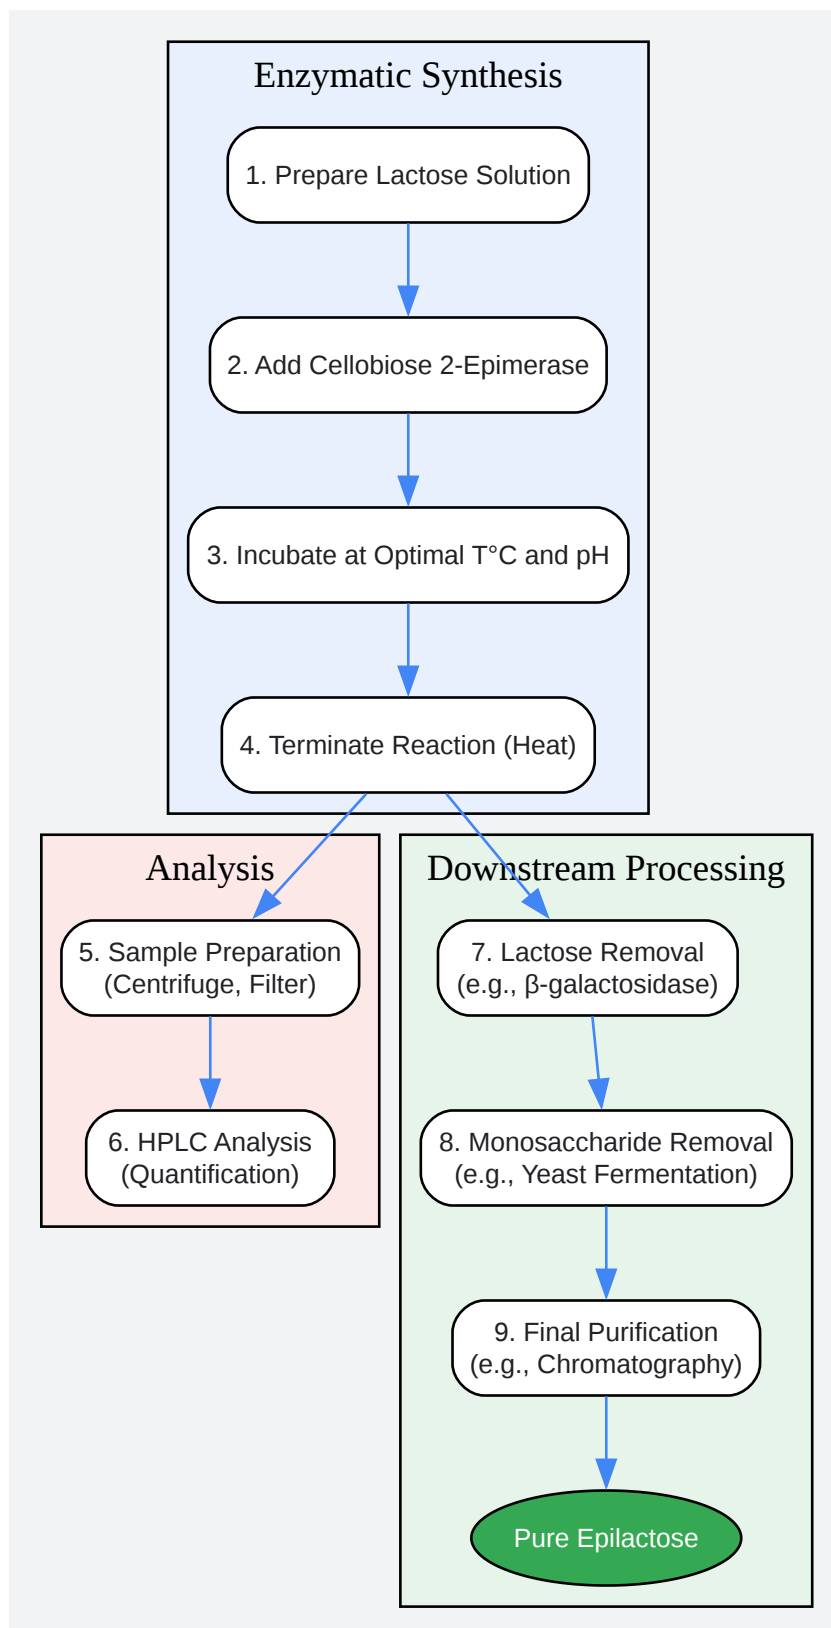 Enzymatic Synthesis
1. Prepare Lactose Solution
2. Add Cellobiose 2-Epimerase
3. Incubate at Optimal T°C and pH
4. Terminate Reaction (Heat)
Analysis
5. Sample Preparation
(Centrifuge, Filter)
6. HPLC Analysis
(Quantification)
Downstream Processing
7. Lactose Removal
(e.g., β-galactosidase)
8. Monosaccharide Removal
(e.g., Yeast Fermentation)
9. Final Purification
(e.g., Chromatography)
Pure Epilactose